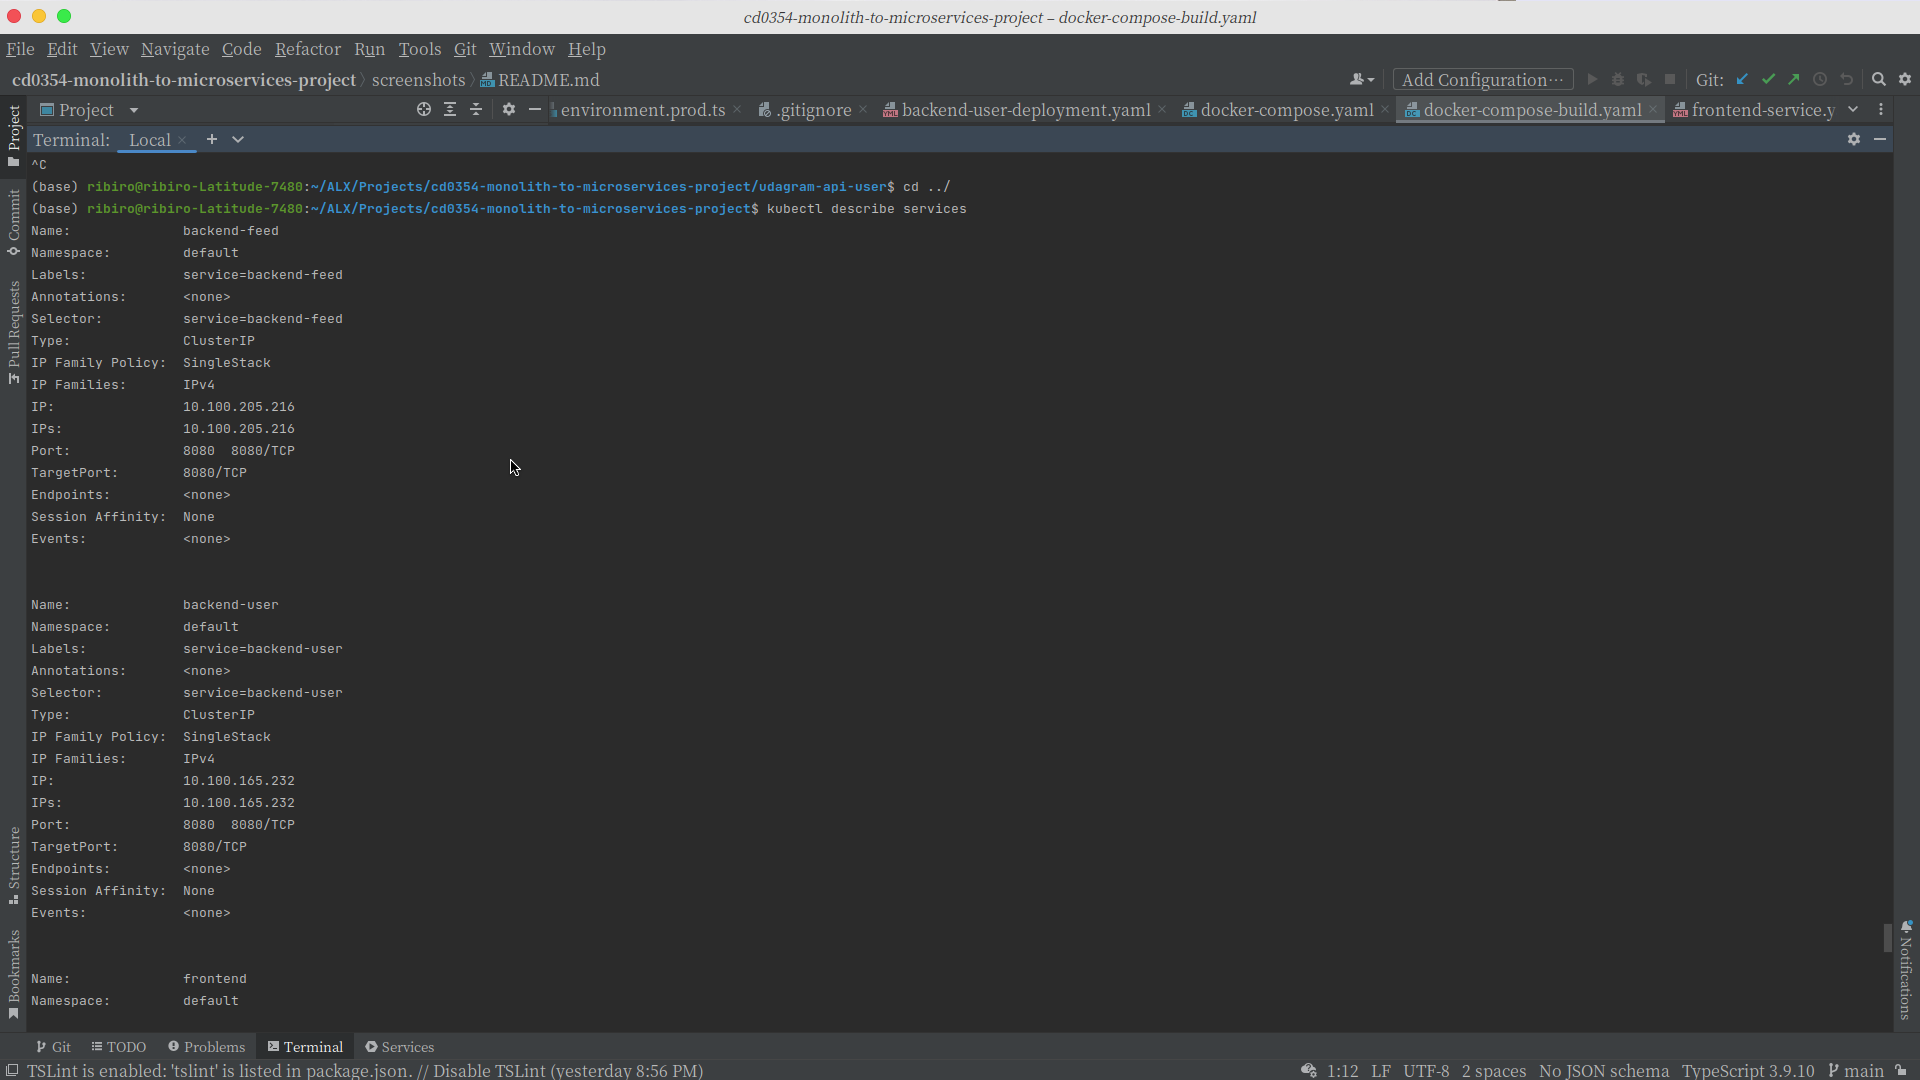 cd0354-monolith-to-microservices-project – docker-compose-build.yaml
File Edit View Navigate Code Refactor Run Tools Git Window Help
cd0354-monolith-to-microservices-project screenshots README.md Add Configuration... Git:
Project environment.prod.ts .gitignore backend-user-deployment.yaml docker-compose.yaml docker-compose-build.yaml frontend-service.y
Terminal: Local
^C
(base) ribiro@ribiro-Latitude-7480:~/ALX/Projects/cd0354-monolith-to-microservices-project/udagram-api-user$ cd ../
(base) ribiro@ribiro-Latitude-7480:~/ALX/Projects/cd0354-monolith-to-microservices-project$ kubectl describe services
Name: backend-feed
Namespace: default
Labels: service=backend-feed
Annotations: <none>
Selector: service=backend-feed
Type: ClusterIP
IP Family Policy: SingleStack
IP Families: IPv4
IP: 10.100.205.216
IPs: 10.100.205.216
Port: 8080 8080/TCP
TargetPort: 8080/TCP
Endpoints: <none>
Session Affinity: None
Events: <none>
Name: backend-user
Namespace: default
Labels: service=backend-user
Annotations: <none>
Selector: service=backend-user
Type: ClusterIP
IP Family Policy: SingleStack
IP Families: IPv4
IP: 10.100.165.232
IPs: 10.100.165.232
Port: 8080 8080/TCP
TargetPort: 8080/TCP
Endpoints: <none>
Session Affinity: None
Events: <none>
Name: frontend
Namespace: default
Project
Commit
Pull Requests
Structure
Bookmarks
Notifications
Git TODO Problems Terminal Services
TSLint is enabled: 'tslint' is listed in package.json. // Disable TSLint (yesterday 8:56 PM) 1:12 LF UTF-8 2 spaces No JSON schema TypeScript 3.9.10 main